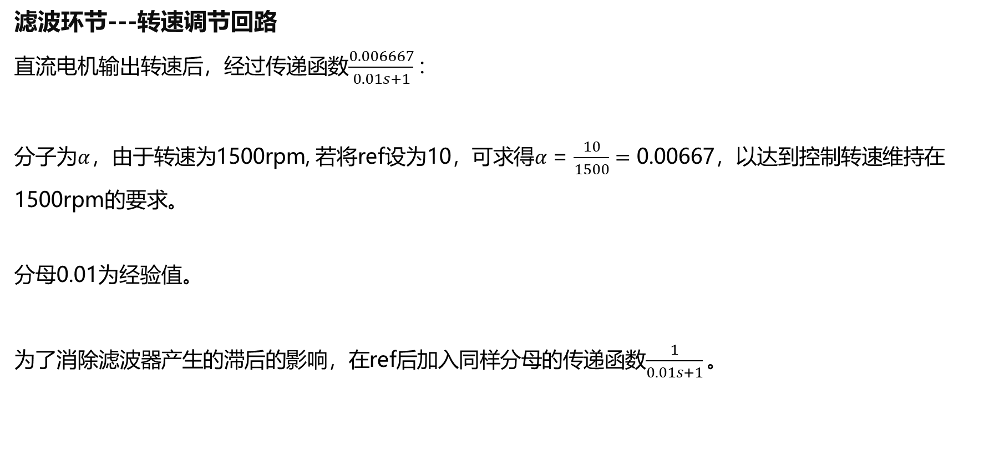 滤波环节---转速调节回路
直流电机输出转速后，经过传递函数\frac{0.006667}{0.01s+1}：
分子为α，由于转速为1500rpm, 若将ref设为10，可求得α = \frac{10}{1500} = 0.00667，以达到控制转速维持在
1500rpm的要求。
分母0.01为经验值。
为了消除滤波器产生的滞后的影响，在ref后加入同样分母的传递函数\frac{1}{0.01s+1}。